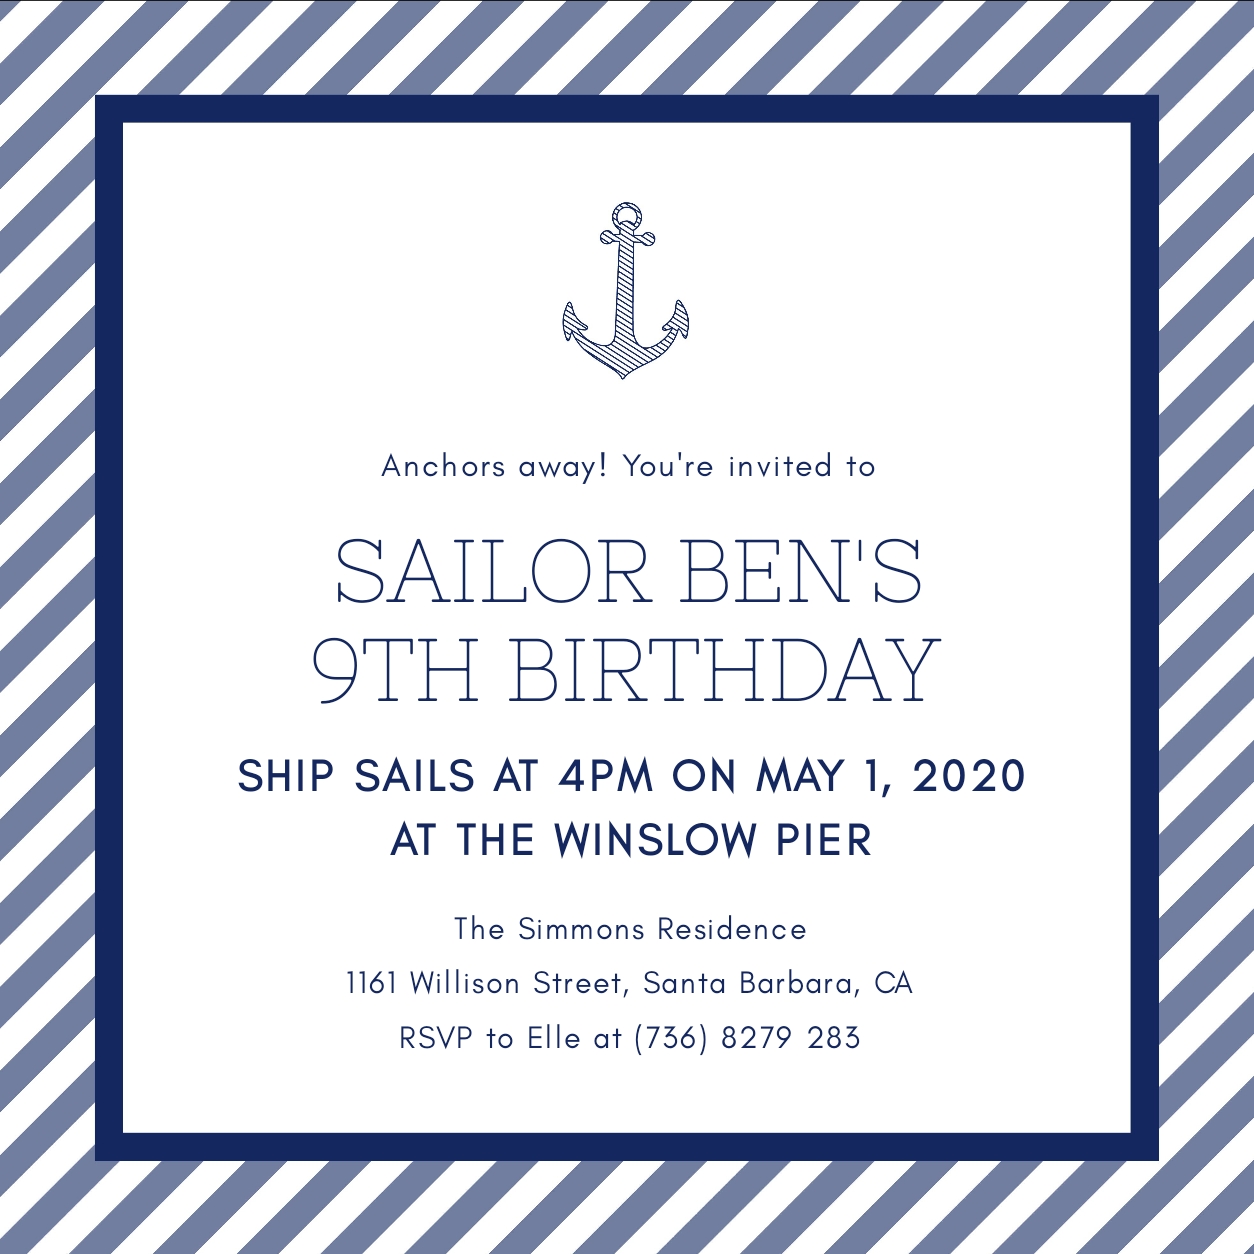 Anchors away! You're invited to
SAILOR BEN'S
9TH BIRTHDAY
SHIP SAILS AT 4PM ON MAY 1, 2020
AT THE WINSLOW PIER
The Simmons Residence
1161 Willison Street, Santa Barbara, CA
RSVP to Elle at (736) 8279 283